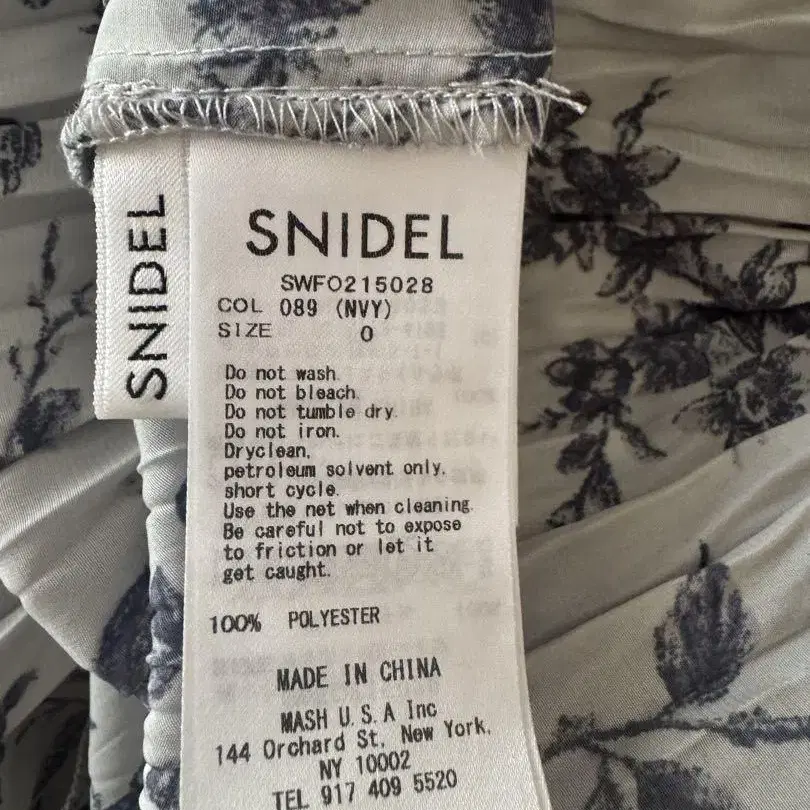 SNIDEL
SNIDEL
SWFO215028
COL 089 (NVY)
SIZE 0
Do not wash.
Do not bleach.
Do not tumble dry.
Do not iron.
Dryclean,
petroleum solvent only,
short cycle.
Use the net when cleaning.
Be careful not to expose
to friction or let it
get caught.
100% POLYESTER
MADE IN CHINA
MASH U.S.A Inc
144 Orchard St, New York,
NY 10002
TEL 917 409 5520